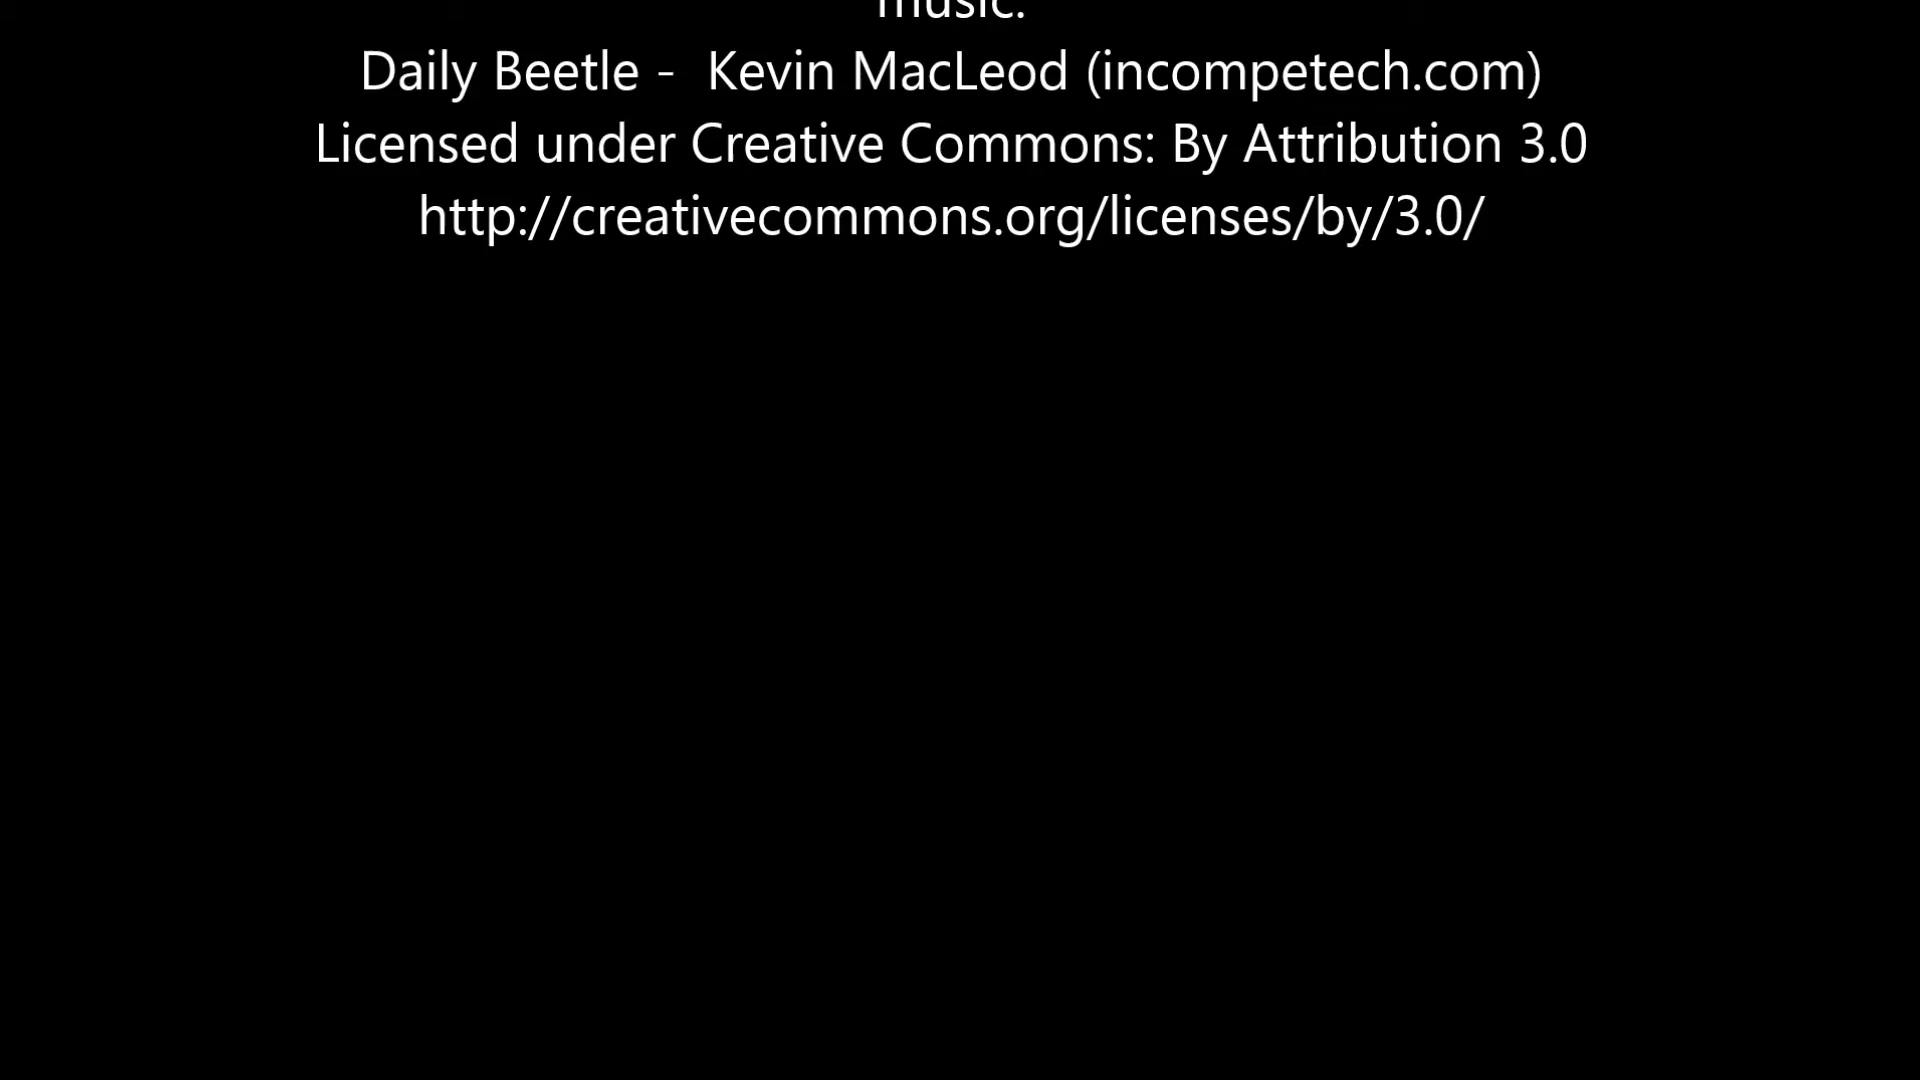 music.
Daily Beetle -  Kevin MacLeod (incompetech.com)
Licensed under Creative Commons: By Attribution 3.0
http://creativecommons.org/licenses/by/3.0/